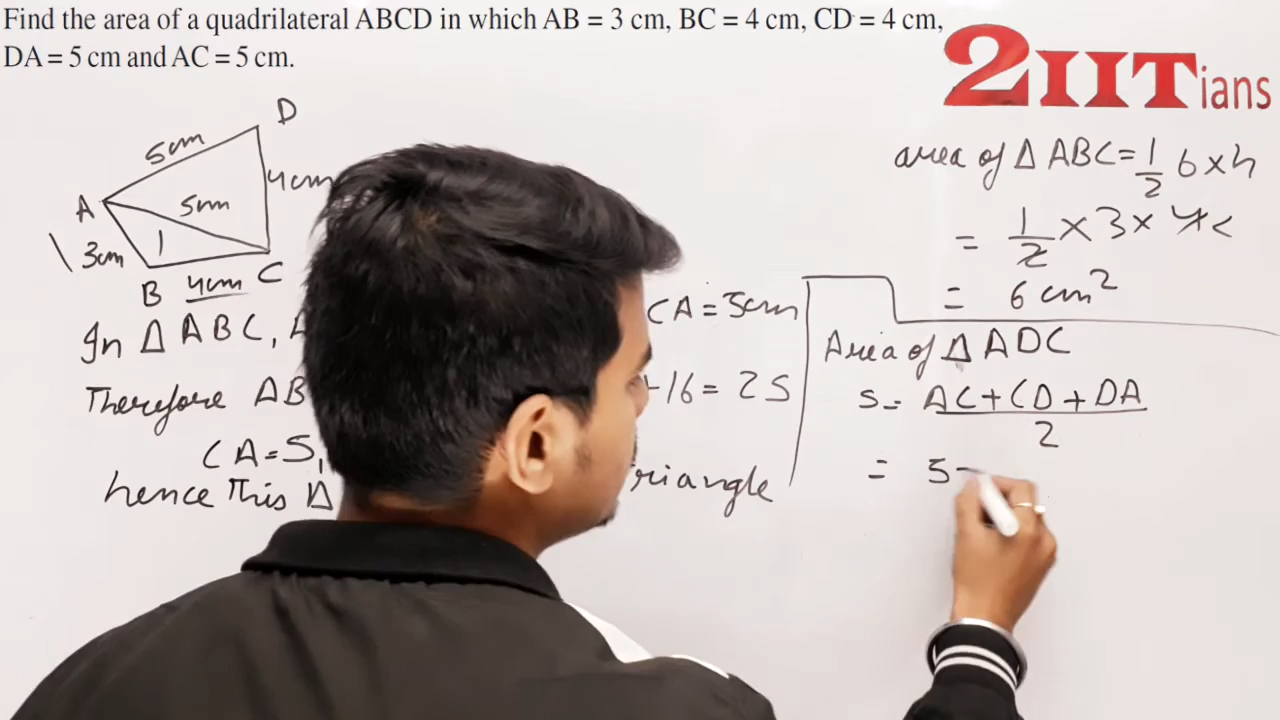 Find the area of a quadrilateral ABCD in which AB = 3 cm, BC = 4 cm, CD = 4 cm,
DA = 5 cm and AC = 5 cm.
2IITians
D
5cm
4cm
A
5cm
3cm
B
4cm
C
In Δ ABC, A
Therefore AB
CA=5,
hence This Δ
CA=5cm
+16= 25
riangle
area of Δ ABC = 1/2 b×h
= 1/2 × 3 × 4
= 6 cm²
Area of Δ ADC
S= AC+CD+DA
2
= 5